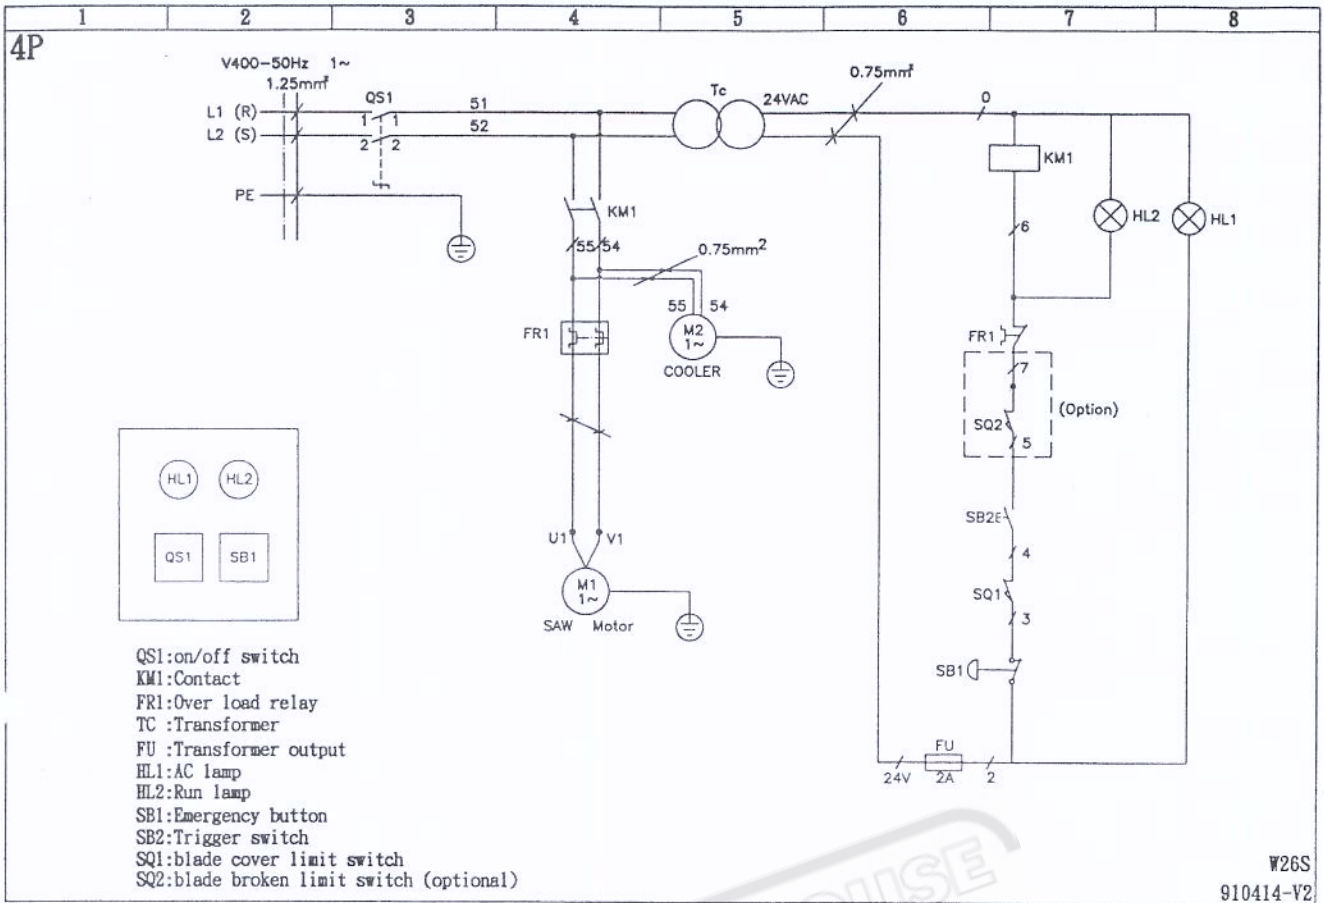 1 2 3 4 5 6 7 8
4P
V400-50Hz 1~
1.25mm²
L1 (R)
L2 (S)
PE
QS1
1 1
2 2
51
52
Tc
24VAC
0.75mm²
0
KM1
6
HL2
HL1
KM1
55 54
0.75mm²
55 54
FR1
M2
1~
COOLER
FR1
7
(Option)
SQ2
5
SB2
4
SQ1
3
SB1
U1 V1
M1
1~
SAW Motor
HL1 HL2
QS1 SB1
FU
24V 2A 2
QS1:on/off switch
KM1:Contact
FR1:Over load relay
TC :Transformer
FU :Transformer output
HL1:AC lamp
HL2:Run lamp
SB1:Emergency button
SB2:Trigger switch
SQ1:blade cover limit switch
SQ2:blade broken limit switch (optional)
W26S
910414-V2